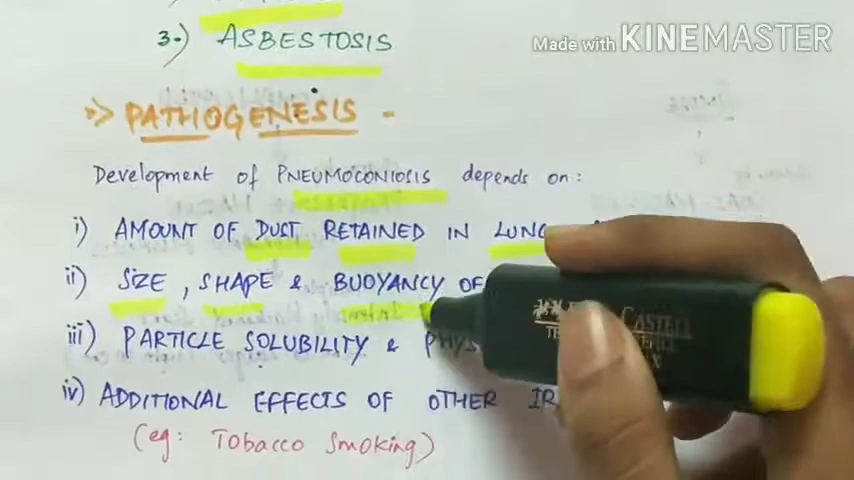 Made with KINEMASTER
3.) ASBESTOSIS
PATHOGENESIS -
Development of PNEUMOCONIOSIS depends on:
i) AMOUNT OF DUST RETAINED IN LUNG
ii) SIZE, SHAPE & BUOYANCY OF
iii) PARTICLE SOLUBILITY & PHYS
iv) ADDITIONAL EFFECTS OF OTHER IR
(eg: Tobacco Smoking)
CASTELL